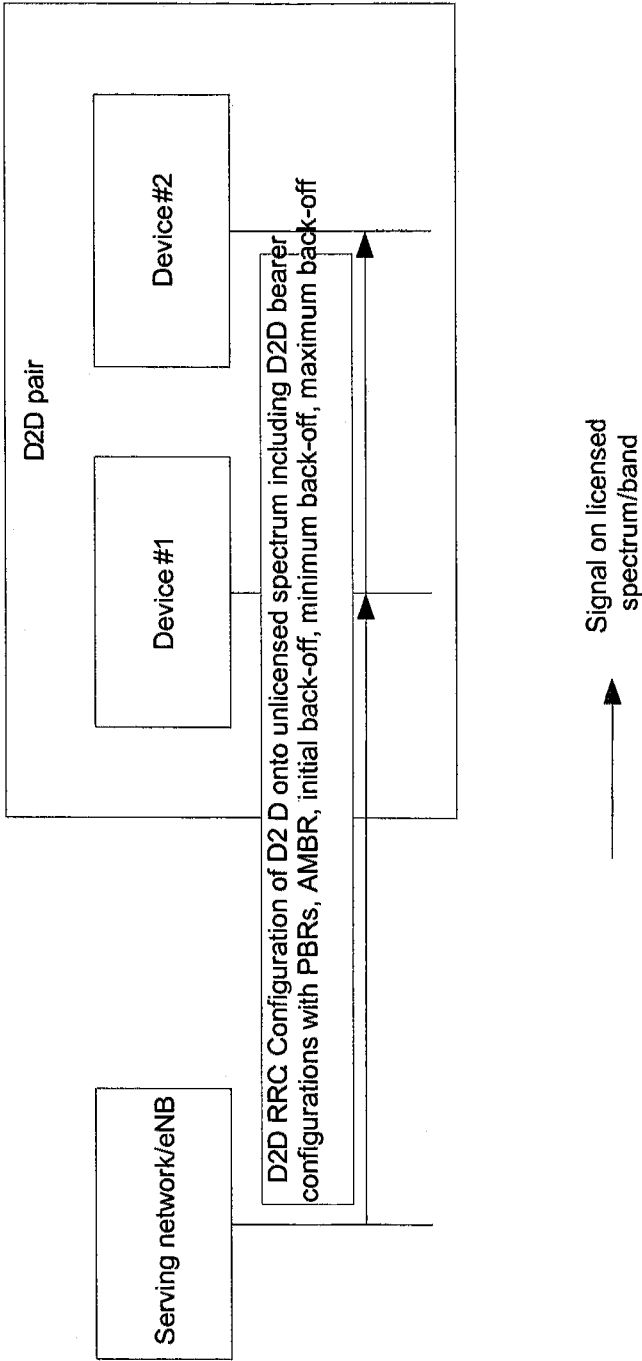 D2D pair
Serving network/eNB
Device#1
Device#2
D2D RRC: Configuration of D2D onto unlicensed spectrum including D2D bearer
configurations with PBRs, AMBR, initial back-off, minimum back-off, maximum back-off
Signal on licensed
spectrum/band